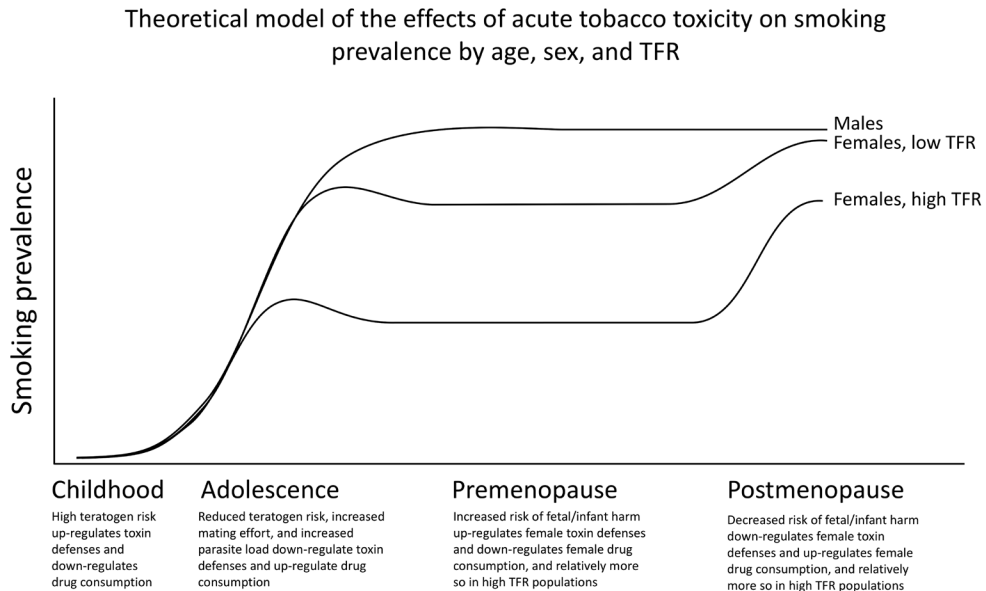 Theoretical model of the effects of acute tobacco toxicity on smoking
prevalence by age, sex, and TFR
Smoking prevalence
Males
Females, low TFR
Females, high TFR
Childhood
High teratogen risk
up-regulates toxin
defenses and
down-regulates
drug consumption
Adolescence
Reduced teratogen risk, increased
mating effort, and increased
parasite load down-regulate toxin
defenses and up-regulate drug
consumption
Premenopause
Increased risk of fetal/infant harm
up-regulates female toxin defenses
and down-regulates female drug
consumption, and relatively more
so in high TFR populations
Postmenopause
Decreased risk of fetal/infant harm
down-regulates female toxin
defenses and up-regulates female
drug consumption, and relatively
more so in high TFR populations